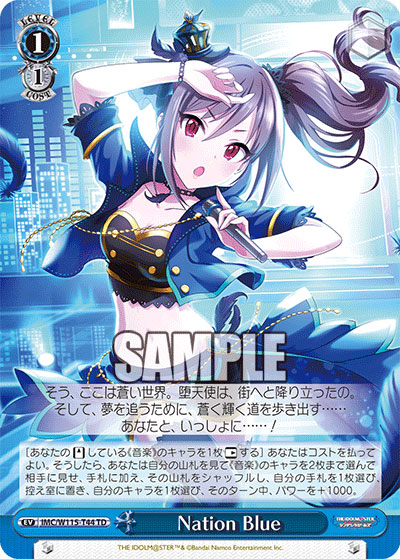 LEVEL
1
1
COST
SAMPLE
そう、ここは蒼い世界。堕天使は、街へと降り立ったの。
そして、夢を追うために、蒼く輝く道を歩き出す……
あなたと、いっしょに……!
[あなたの している《音楽》のキャラを1枚 する] あなたはコストを払っ
てよい。そうしたら、あなたは自分の山札を見て《音楽》のキャラを2枚まで選んで
相手に見せ、手札に加え、その山札をシャッフルし、自分の手札を1枚選び、
控え室に置き、自分のキャラを1枚選び、そのターン中、パワーを+1000。
EV IMC/W115-T44 TD Nation Blue
THE IDOLM@STER
THE IDOLM@STER™&©Bandai Namco Entertainment Inc.